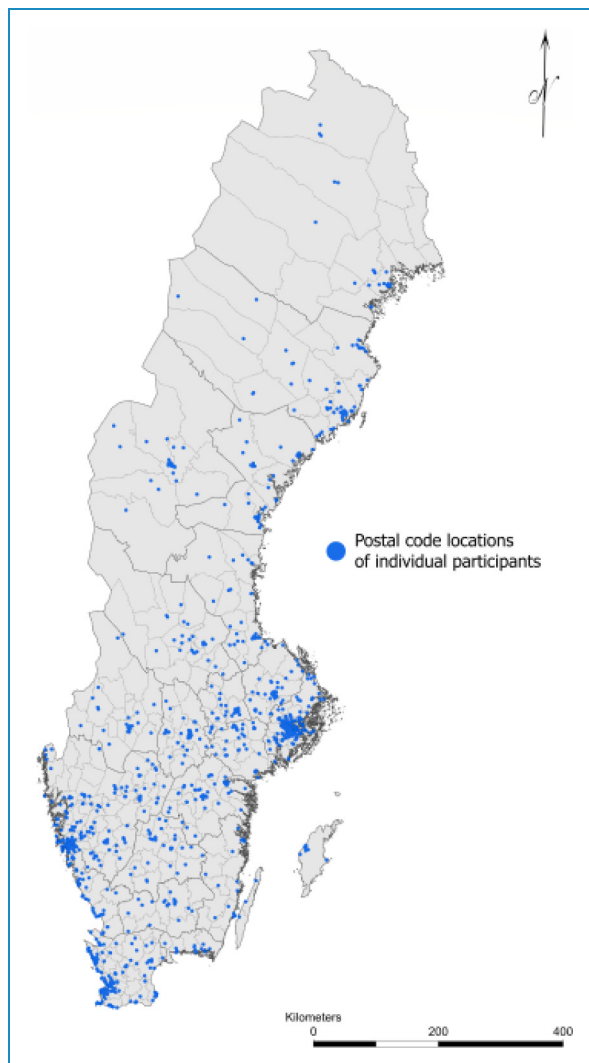 N
Postal code locations
of individual participants
Kilometers
0 200 400